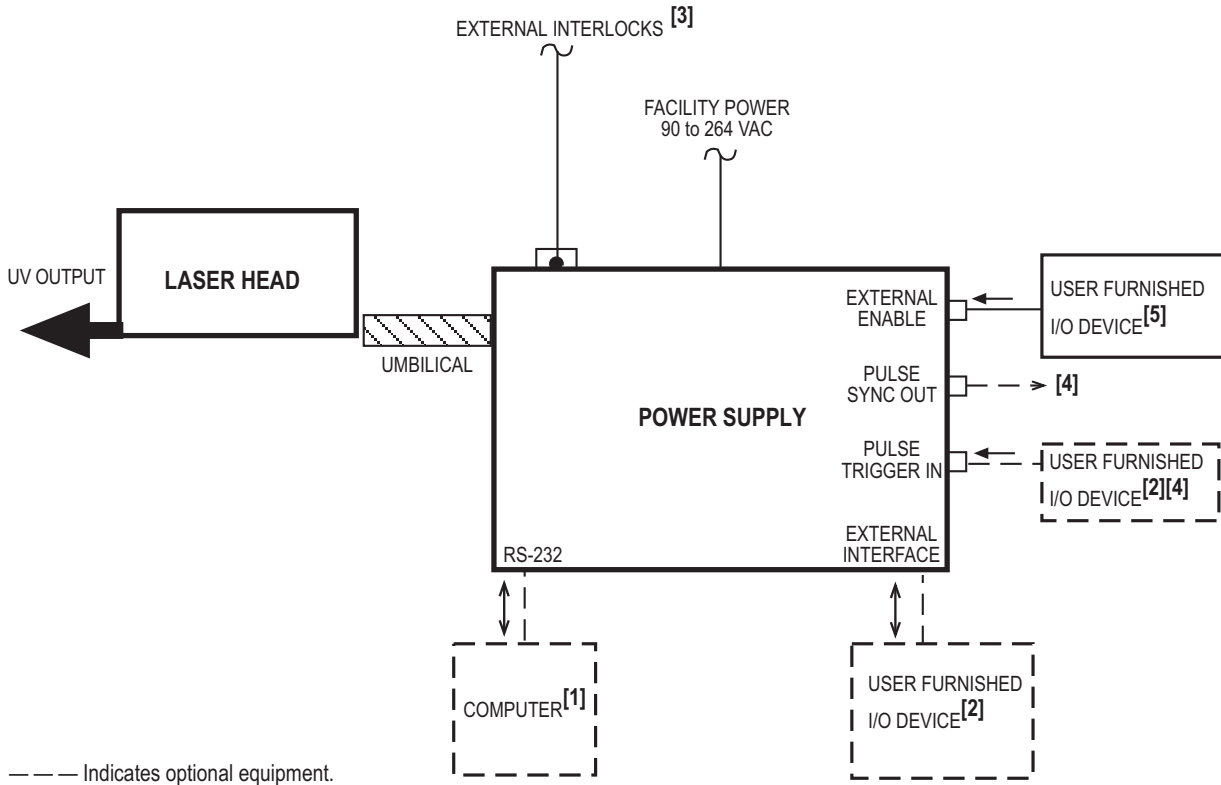 EXTERNAL INTERLOCKS [3]
FACILITY POWER
90 to 264 VAC
UV OUTPUT
LASER HEAD
UMBILICAL
POWER SUPPLY
EXTERNAL
ENABLE
USER FURNISHED
I/O DEVICE[5]
PULSE
SYNC OUT
[4]
PULSE
TRIGGER IN
USER FURNISHED
I/O DEVICE[2][4]
EXTERNAL
INTERFACE
RS-232
COMPUTER[1]
USER FURNISHED
I/O DEVICE[2]
— — — Indicates optional equipment.